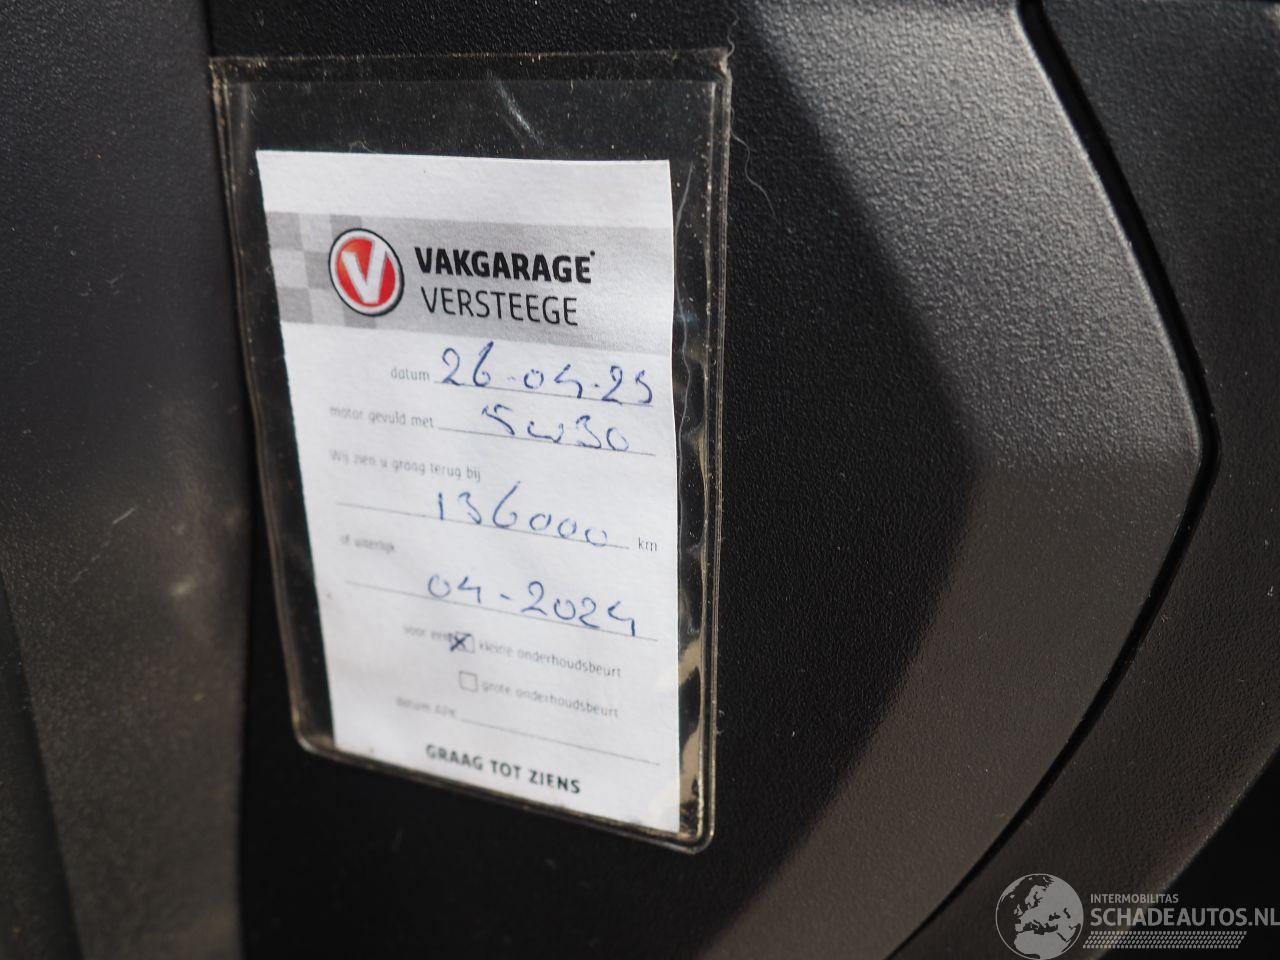 VAKGARAGE
VERSTEEGE
datum 26-04-23
motor gevuld met 5w30
Wij zien u graag terug bij
136000 km
of uiterlijk
04-2024
voor een kleine onderhoudsbeurt
grote onderhoudsbeurt
datum APK
GRAAG TOT ZIENS
INTERMOBILITAS
SCHADEAUTOS.NL